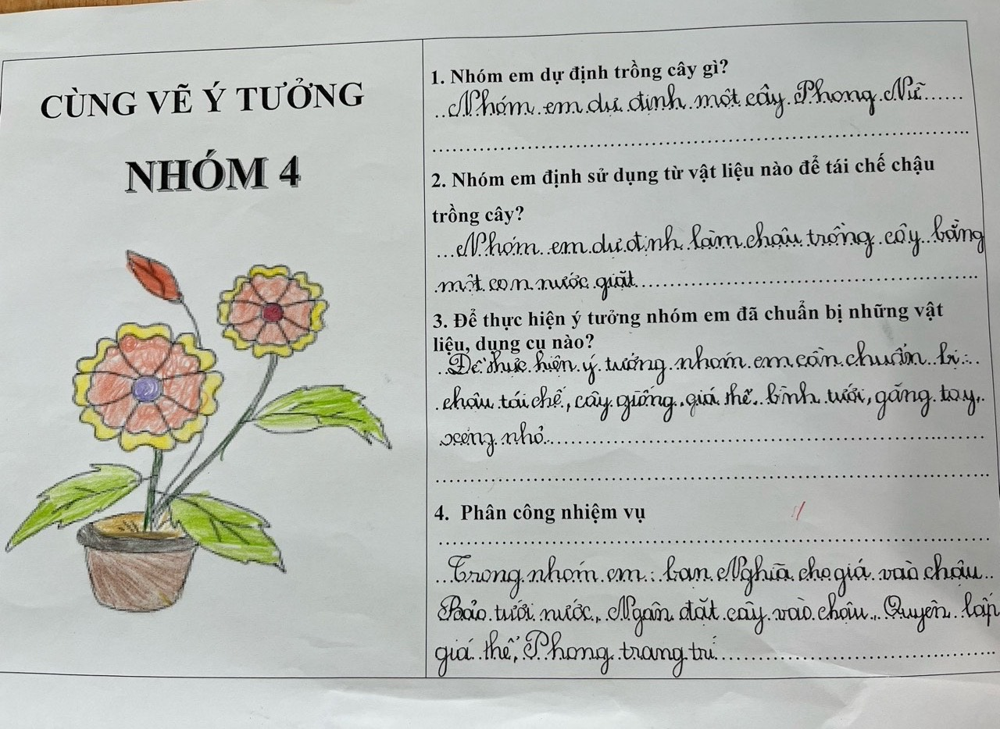 CÙNG VẼ Ý TƯỞNG
NHÓM 4
1. Nhóm em dự định trồng cây gì?
Nhóm em dự định một cây Phong Nữ
2. Nhóm em định sử dụng từ vật liệu nào để tái chế chậu
trồng cây?
Nhóm em dự định làm chậu trồng cây bằng
một con nước giặt
3. Để thực hiện ý tưởng nhóm em đã chuẩn bị những vật
liệu, dụng cụ nào?
Để thực hiện ý tưởng nhóm em cần chuẩn bị:
chậu tái chế, cây giống, giá thể, bình tưới, găng tay,
xẻng nhỏ
4. Phân công nhiệm vụ
Trong nhóm em: bạn Nghĩa cho giá vào chậu
Bảo tưới nước, Ngân đặt cây vào chậu, Quyên lấp
giá thể, Phong trang trí